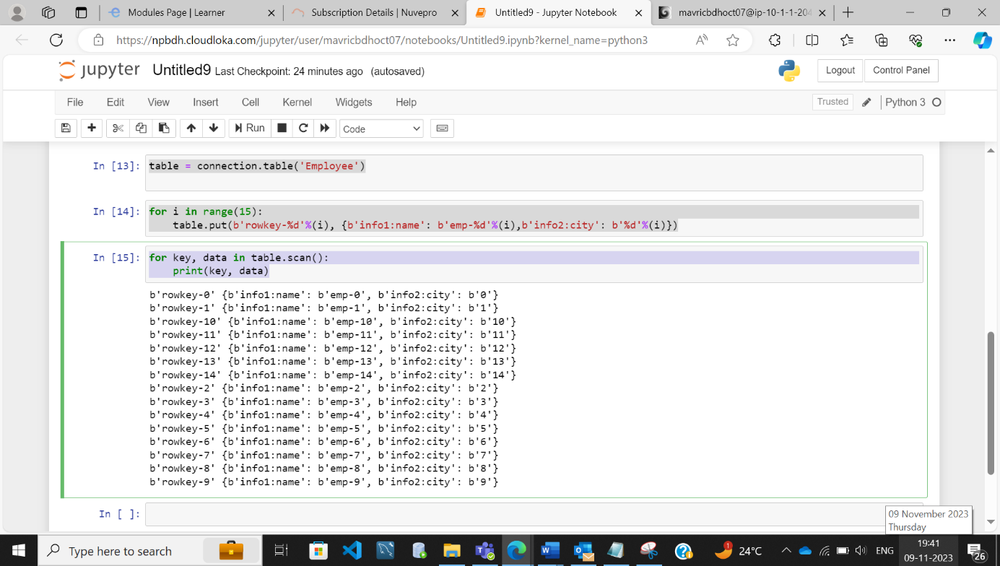 Modules Page | Learner
Subscription Details | Nuvepro
Untitled9 - Jupyter Notebook
mavricbdhoct07@ip-10-1-1-204
https://npbdh.cloudloka.com/jupyter/user/mavricbdhoct07/notebooks/Untitled9.ipynb?kernel_name=python3
jupyter Untitled9 Last Checkpoint: 24 minutes ago (autosaved)
Logout
Control Panel
File Edit View Insert Cell Kernel Widgets Help
Trusted
Python 3
Run
Code
In [13]: table = connection.table('Employee')
In [14]: for i in range(15):
table.put(b'rowkey-%d'%(i), {b'info1:name': b'emp-%d'%(i),b'info2:city': b'%d'%(i)})
In [15]: for key, data in table.scan():
print(key, data)
b'rowkey-0' {b'info1:name': b'emp-0', b'info2:city': b'0'}
b'rowkey-1' {b'info1:name': b'emp-1', b'info2:city': b'1'}
b'rowkey-10' {b'info1:name': b'emp-10', b'info2:city': b'10'}
b'rowkey-11' {b'info1:name': b'emp-11', b'info2:city': b'11'}
b'rowkey-12' {b'info1:name': b'emp-12', b'info2:city': b'12'}
b'rowkey-13' {b'info1:name': b'emp-13', b'info2:city': b'13'}
b'rowkey-14' {b'info1:name': b'emp-14', b'info2:city': b'14'}
b'rowkey-2' {b'info1:name': b'emp-2', b'info2:city': b'2'}
b'rowkey-3' {b'info1:name': b'emp-3', b'info2:city': b'3'}
b'rowkey-4' {b'info1:name': b'emp-4', b'info2:city': b'4'}
b'rowkey-5' {b'info1:name': b'emp-5', b'info2:city': b'5'}
b'rowkey-6' {b'info1:name': b'emp-6', b'info2:city': b'6'}
b'rowkey-7' {b'info1:name': b'emp-7', b'info2:city': b'7'}
b'rowkey-8' {b'info1:name': b'emp-8', b'info2:city': b'8'}
b'rowkey-9' {b'info1:name': b'emp-9', b'info2:city': b'9'}
In [ ]:
09 November 2023
Thursday
Type here to search
1
24°C
ENG
19:41
09-11-2023
26